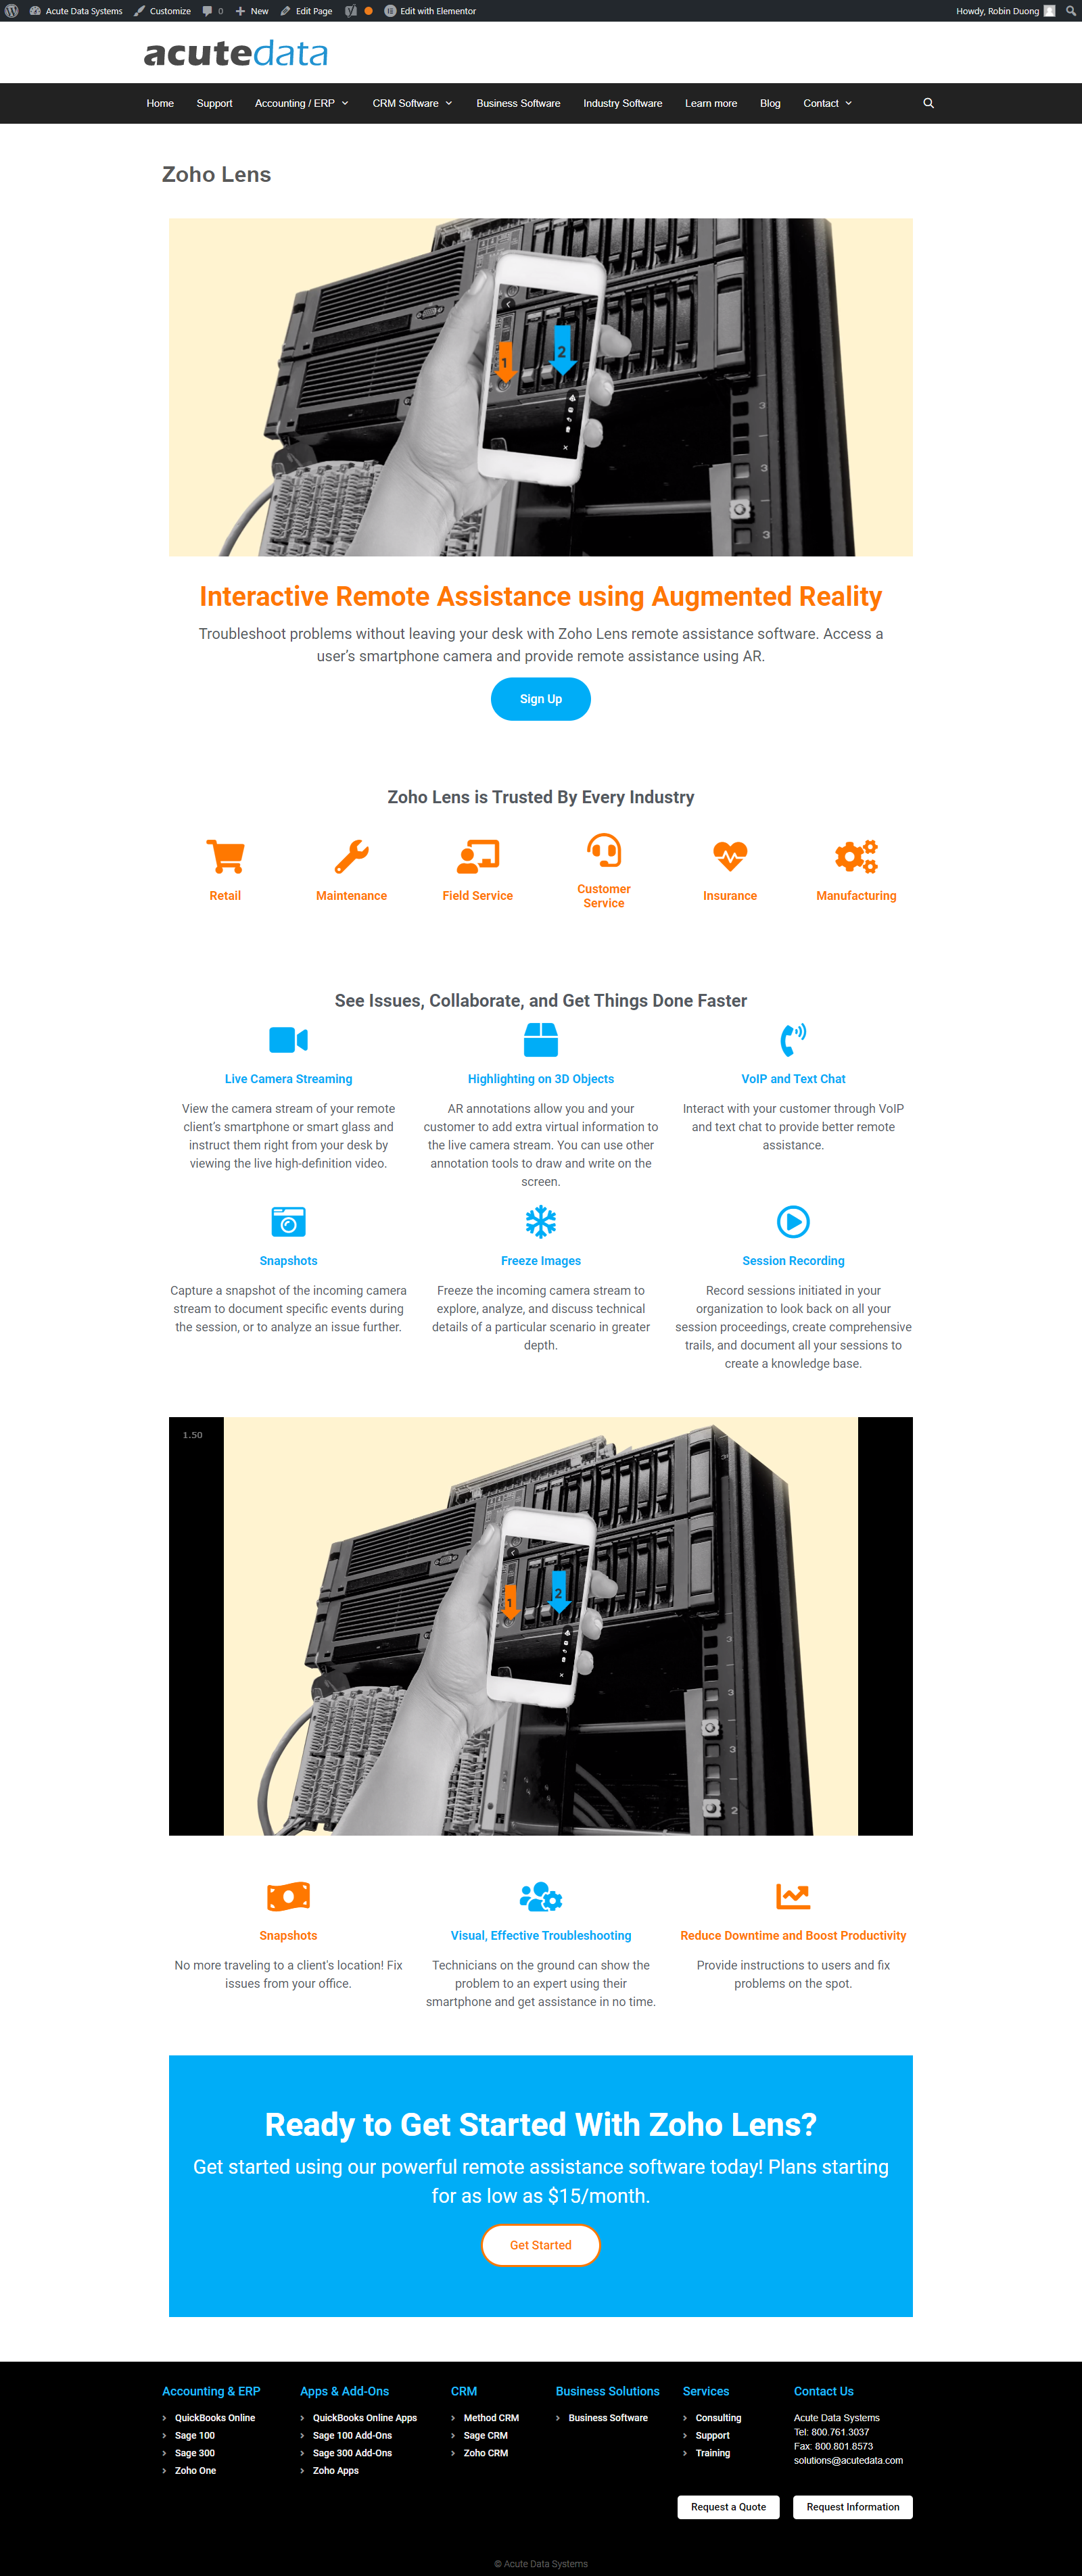 Acute Data Systems Customize 0 New Edit Page Edit with Elementor Howdy, Robin Duong
acutedata
Home Support Accounting / ERP CRM Software Business Software Industry Software Learn more Blog Contact
Zoho Lens
1 2
3
3
3
Interactive Remote Assistance using Augmented Reality
Troubleshoot problems without leaving your desk with Zoho Lens remote assistance software. Access a
user's smartphone camera and provide remote assistance using AR.
Sign Up
Zoho Lens is Trusted By Every Industry
Retail Maintenance Field Service Customer Service Insurance Manufacturing
See Issues, Collaborate, and Get Things Done Faster
Live Camera Streaming
View the camera stream of your remote
client's smartphone or smart glass and
instruct them right from your desk by
viewing the live high-definition video.
Highlighting on 3D Objects
AR annotations allow you and your
customer to add extra virtual information to
the live camera stream. You can use other
annotation tools to draw and write on the
screen.
VoIP and Text Chat
Interact with your customer through VoIP
and text chat to provide better remote
assistance.
Snapshots
Capture a snapshot of the incoming camera
stream to document specific events during
the session, or to analyze an issue further.
Freeze Images
Freeze the incoming camera stream to
explore, analyze, and discuss technical
details of a particular scenario in greater
depth.
Session Recording
Record sessions initiated in your
organization to look back on all your
session proceedings, create comprehensive
trails, and document all your sessions to
create a knowledge base.
1.50
1 2
3
3
2
Snapshots
No more traveling to a client's location! Fix
issues from your office.
Visual, Effective Troubleshooting
Technicians on the ground can show the
problem to an expert using their
smartphone and get assistance in no time.
Reduce Downtime and Boost Productivity
Provide instructions to users and fix
problems on the spot.
Ready to Get Started With Zoho Lens?
Get started using our powerful remote assistance software today! Plans starting
for as low as $15/month.
Get Started
Accounting & ERP
QuickBooks Online
Sage 100
Sage 300
Zoho One
Apps & Add-Ons
QuickBooks Online Apps
Sage 100 Add-Ons
Sage 300 Add-Ons
Zoho Apps
CRM
Method CRM
Sage CRM
Zoho CRM
Business Solutions
Business Software
Services
Consulting
Support
Training
Contact Us
Acute Data Systems
Tel: 800.761.3037
Fax: 800.801.8573
solutions@acutedata.com
Request a Quote Request Information
© Acute Data Systems